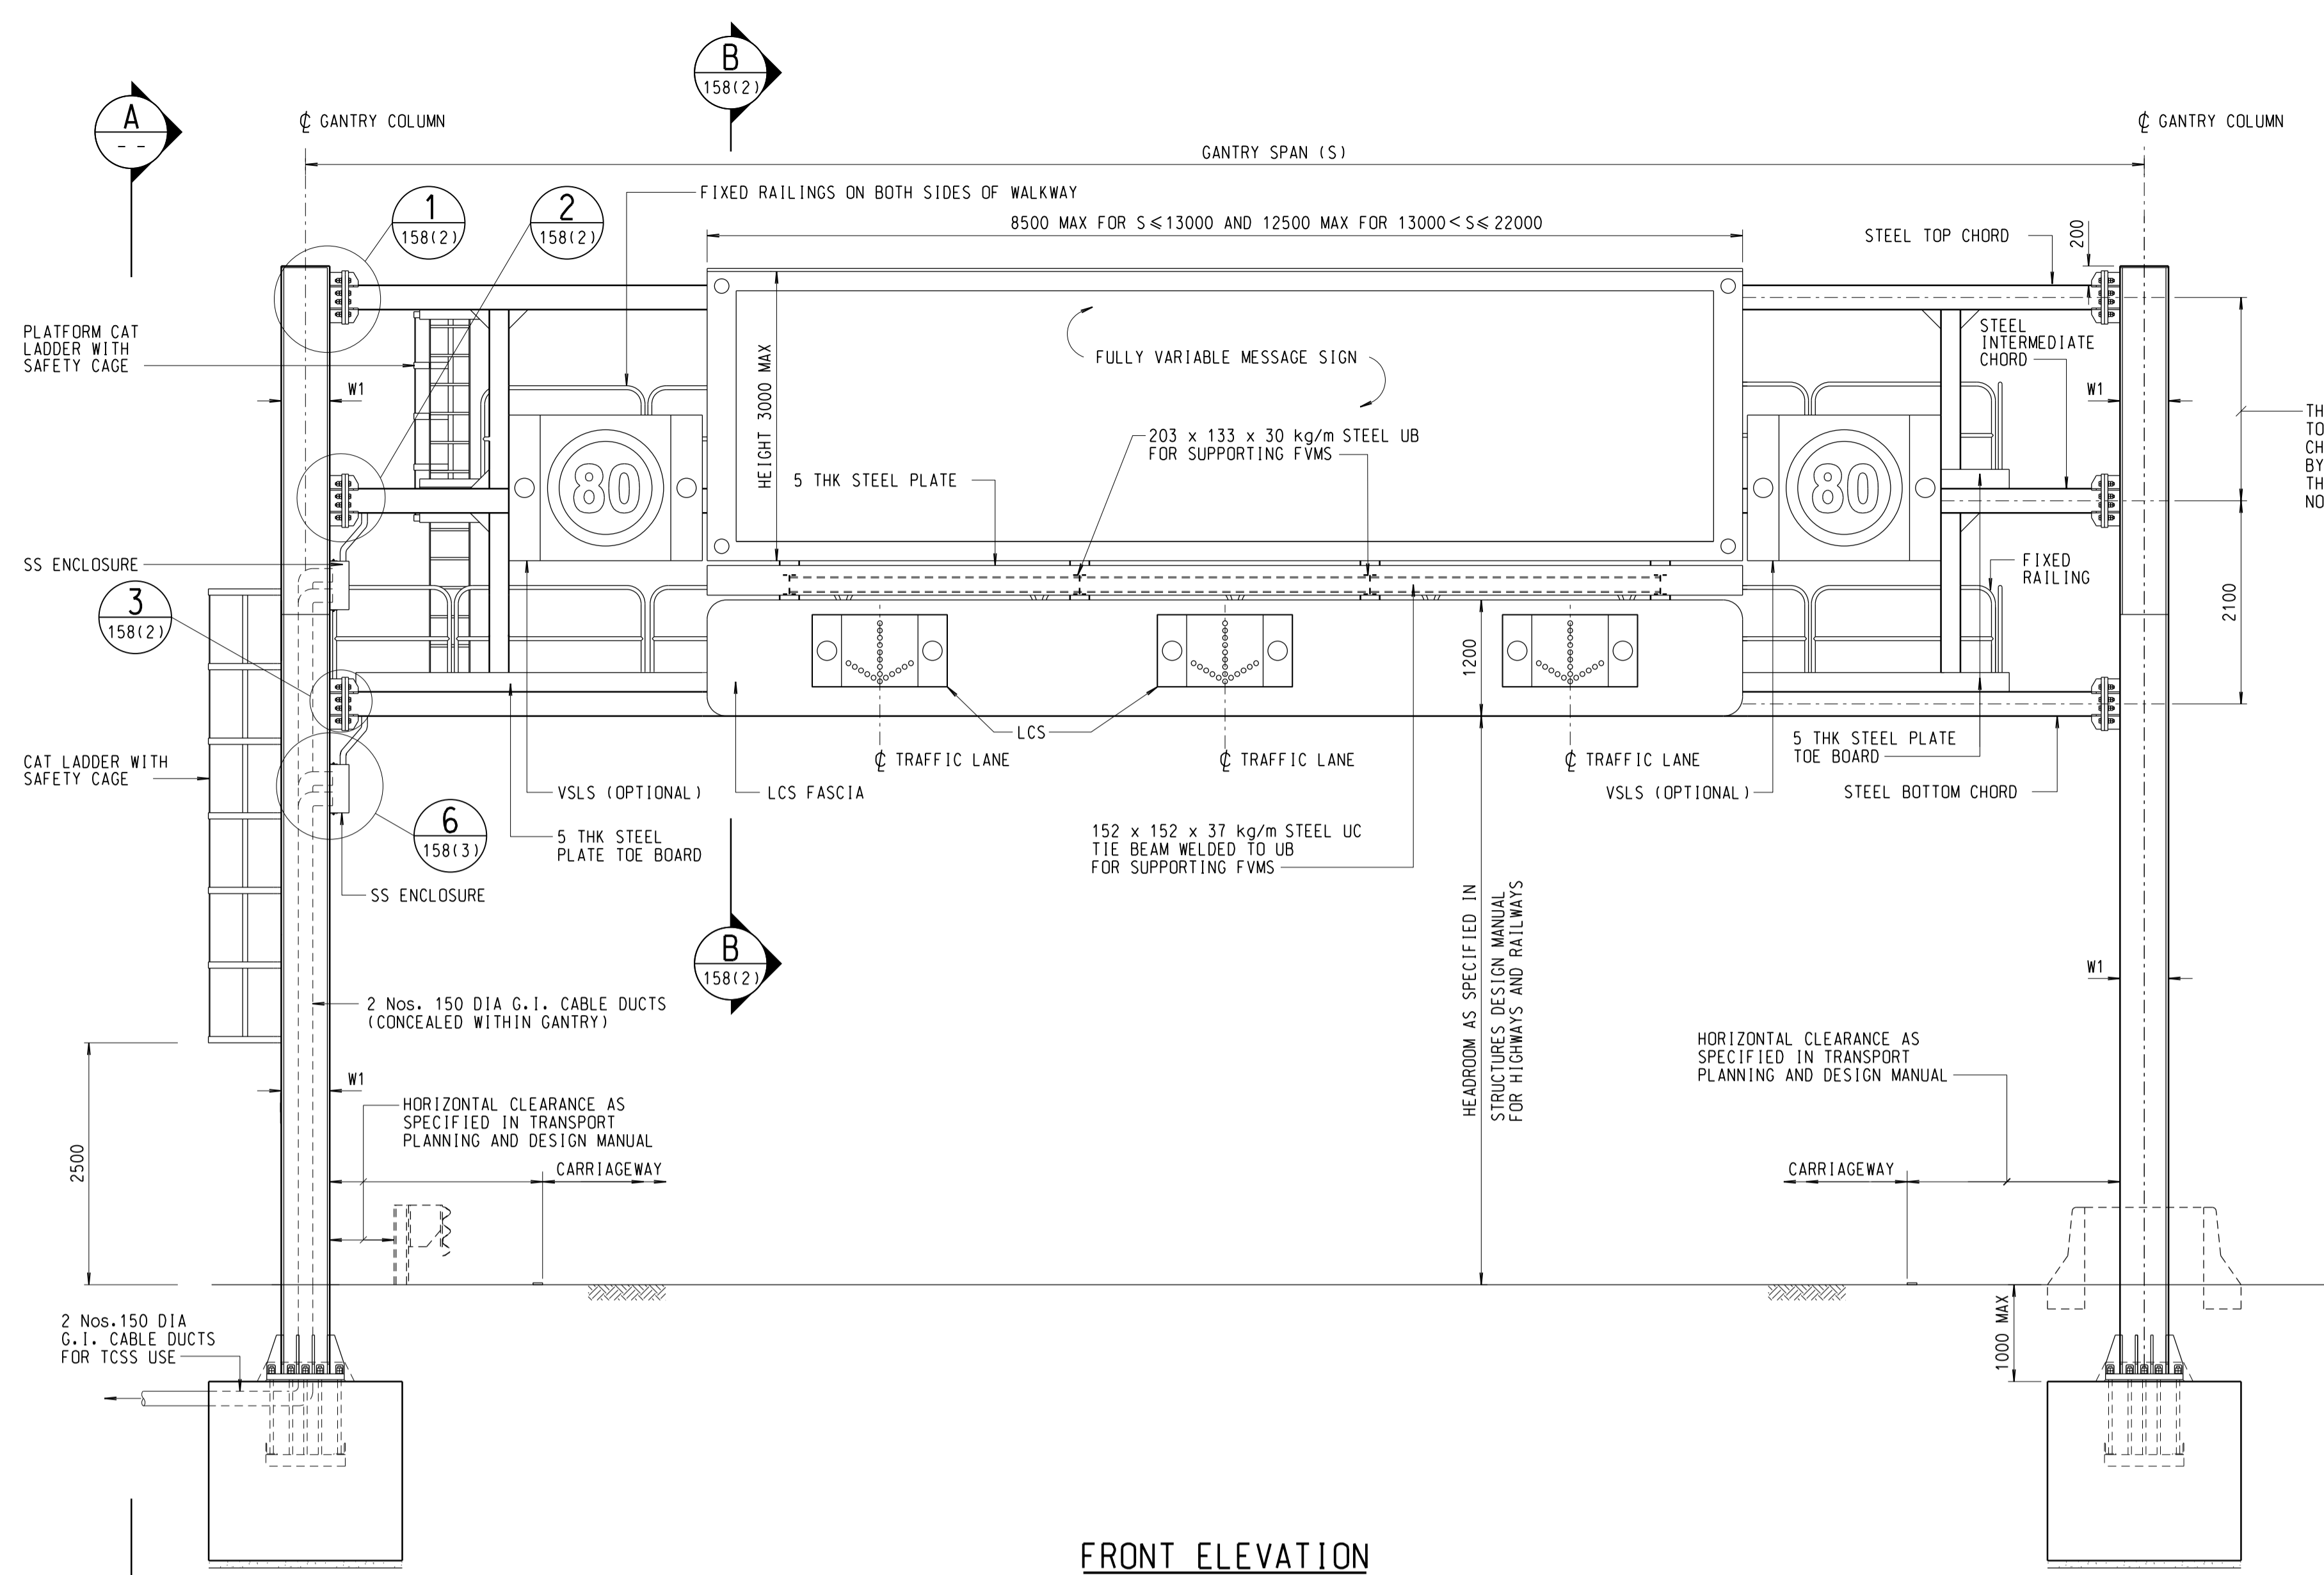 B
158(2)
A
- -
℄ GANTRY COLUMN
℄ GANTRY COLUMN
GANTRY SPAN (S)
1
158(2)
2
158(2)
FIXED RAILINGS ON BOTH SIDES OF WALKWAY
8500 MAX FOR S⩽13000 AND 12500 MAX FOR 13000<S⩽22000
STEEL TOP CHORD
200
PLATFORM CAT
LADDER WITH
SAFETY CAGE
W1
HEIGHT 3000 MAX
FULLY VARIABLE MESSAGE SIGN
STEEL
INTERMEDIATE
CHORD
W1
TH
TO
CH
BY
TH
NO
203 x 133 x 30 kg/m STEEL UB
FOR SUPPORTING FVMS
5 THK STEEL PLATE
80
80
SS ENCLOSURE
FIXED
RAILING
3
158(2)
2100
1200
LCS
CAT LADDER WITH
SAFETY CAGE
℄ TRAFFIC LANE
℄ TRAFFIC LANE
℄ TRAFFIC LANE
5 THK STEEL PLATE
TOE BOARD
VSLS (OPTIONAL)
LCS FASCIA
VSLS (OPTIONAL)
STEEL BOTTOM CHORD
6
158(3)
5 THK STEEL
PLATE TOE BOARD
152 x 152 x 37 kg/m STEEL UC
TIE BEAM WELDED TO UB
FOR SUPPORTING FVMS
SS ENCLOSURE
B
158(2)
HEADROOM AS SPECIFIED IN
STRUCTURES DESIGN MANUAL
FOR HIGHWAYS AND RAILWAYS
W1
2 Nos. 150 DIA G.I. CABLE DUCTS
(CONCEALED WITHIN GANTRY)
HORIZONTAL CLEARANCE AS
SPECIFIED IN TRANSPORT
PLANNING AND DESIGN MANUAL
W1
HORIZONTAL CLEARANCE AS
SPECIFIED IN TRANSPORT
PLANNING AND DESIGN MANUAL
2500
CARRIAGEWAY
CARRIAGEWAY
2 Nos.150 DIA
G.I. CABLE DUCTS
FOR TCSS USE
1000 MAX
FRONT ELEVATION